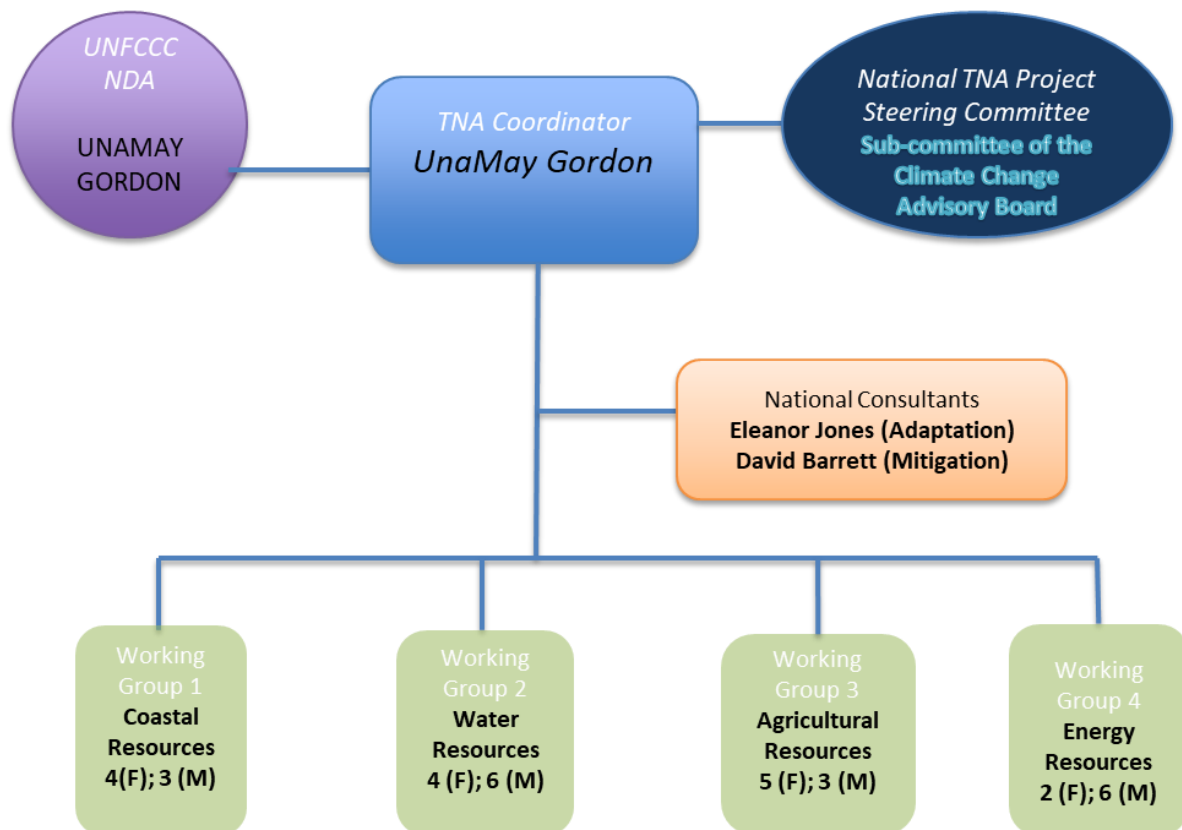 UNFCCC
NDA
UNAMAY
GORDON
TNA Coordinator
UnaMay Gordon
National TNA Project
Steering Committee
Sub-committee of the
Climate Change
Advisory Board
National Consultants
Eleanor Jones (Adaptation)
David Barrett (Mitigation)
Working
Group 1
Coastal
Resources
4(F); 3 (M)
Working
Group 2
Water
Resources
4 (F); 6 (M)
Working
Group 3
Agricultural
Resources
5 (F); 3 (M)
Working
Group 4
Energy
Resources
2 (F); 6 (M)